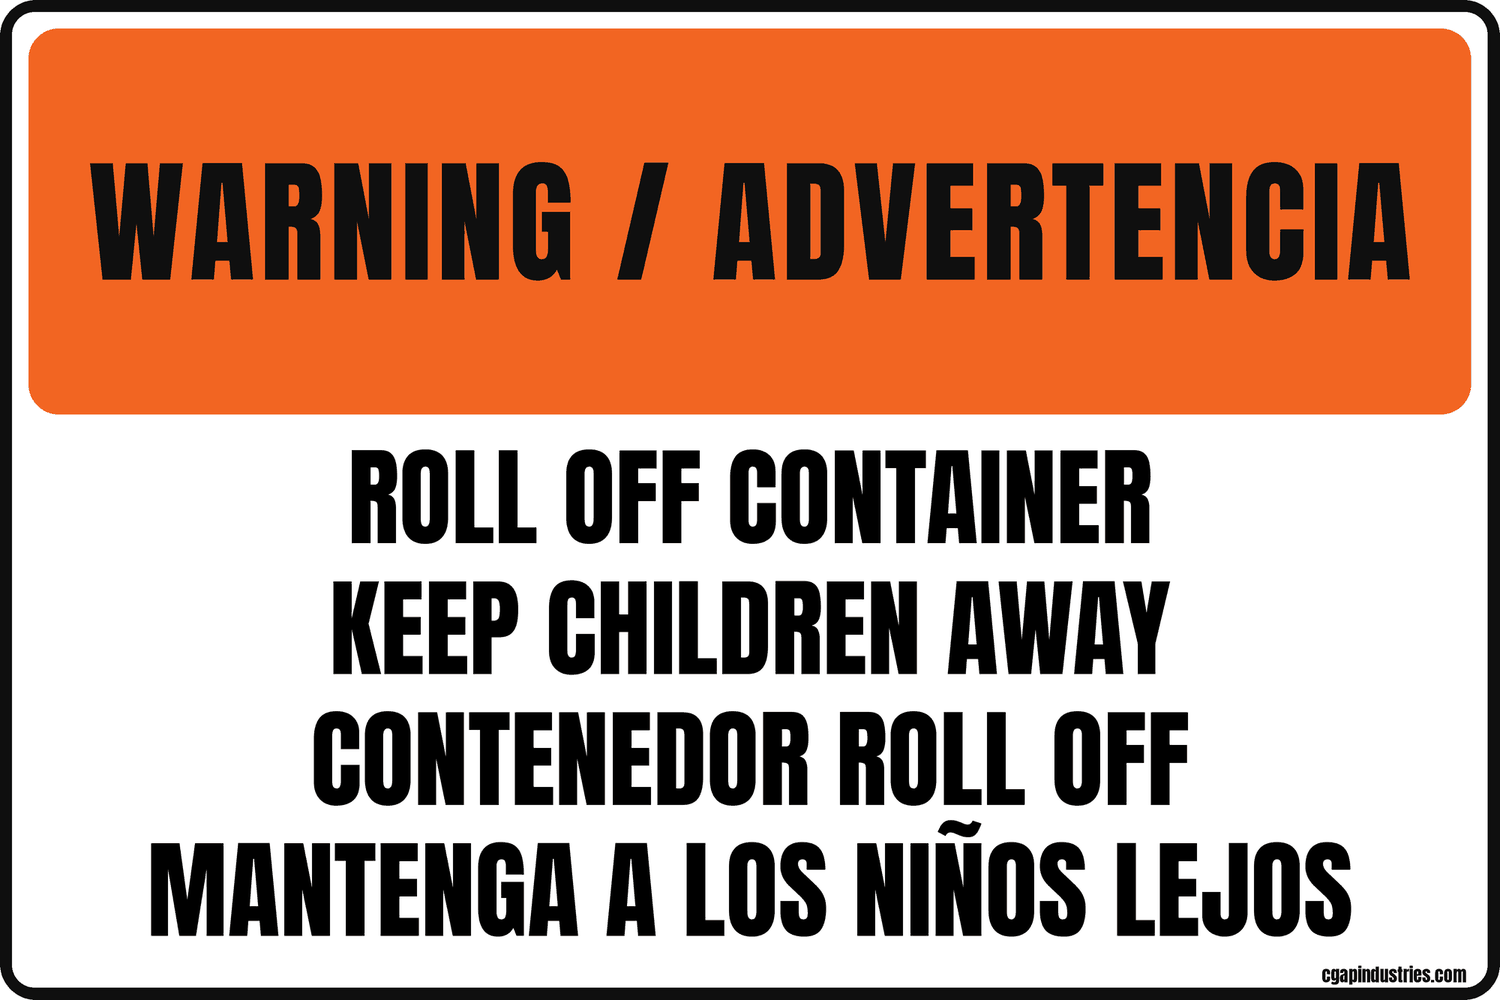 WARNING / ADVERTENCIA
ROLL OFF CONTAINER
KEEP CHILDREN AWAY
CONTENEDOR ROLL OFF
MANTENGA A LOS NIÑOS LEJOS
cgapindustries.com